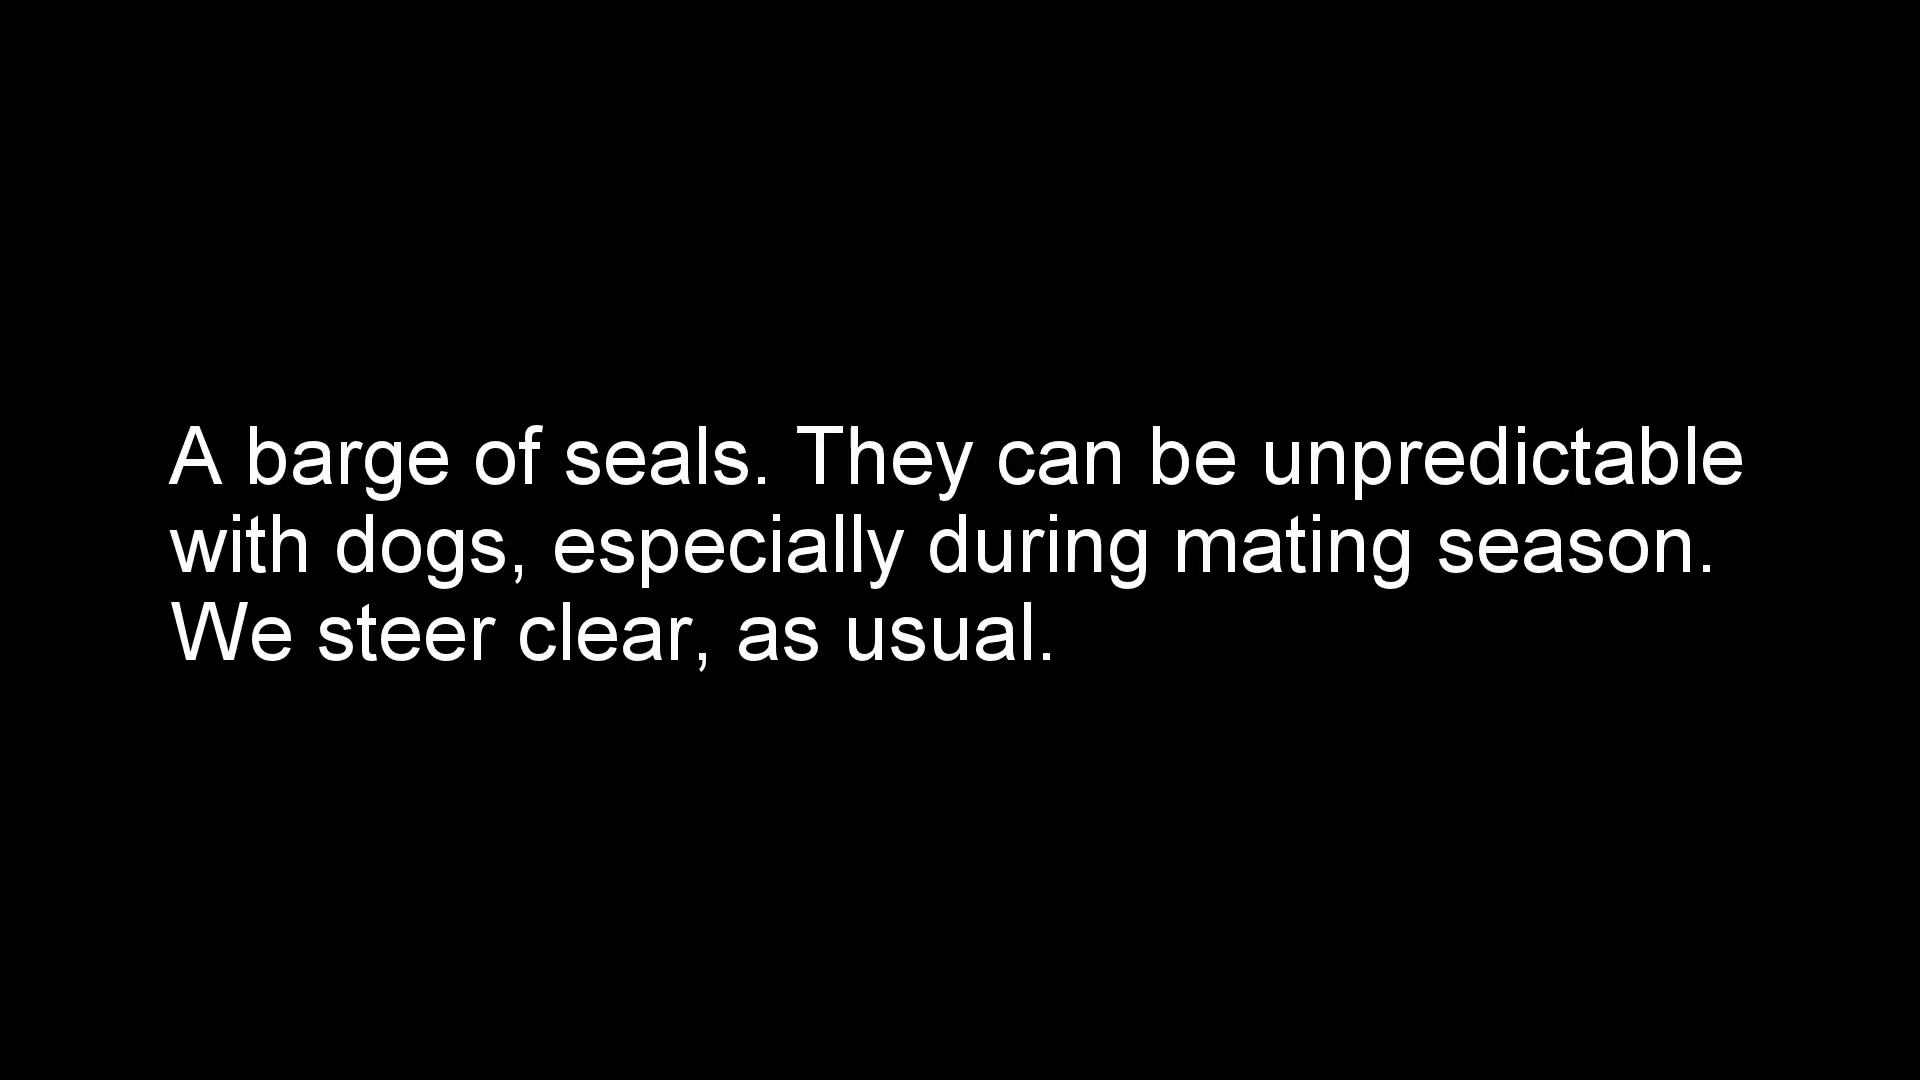 A barge of seals. They can be unpredictable
with dogs, especially during mating season.
We steer clear, as usual.